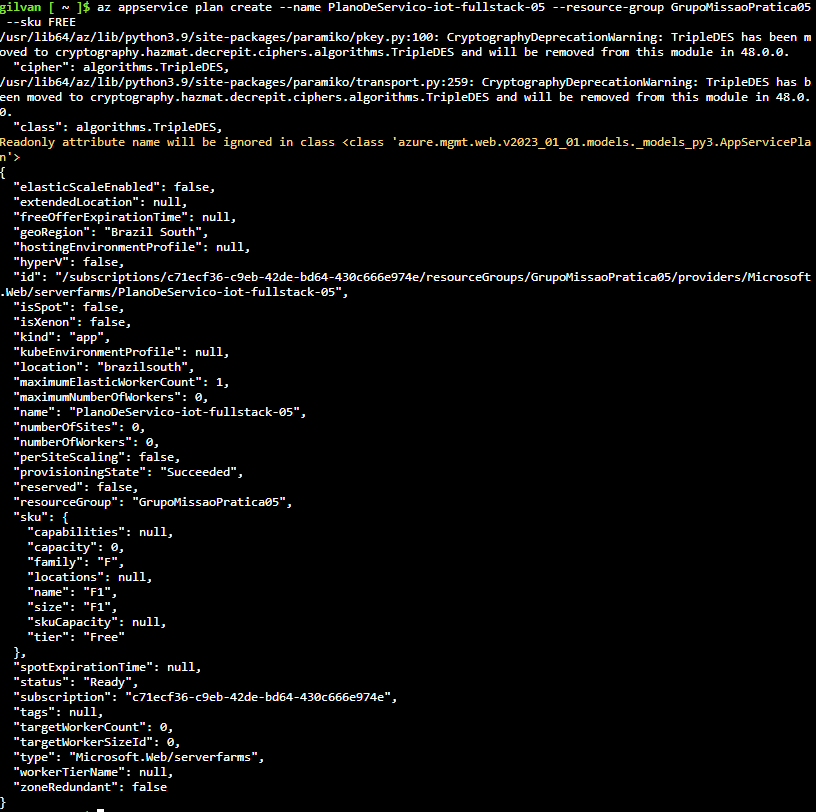 gilvan [ ~ ]$ az appservice plan create --name PlanoDeServico-iot-fullstack-05 --resource-group GrupoMissaoPratica05
 --sku FREE
/usr/lib64/az/lib/python3.9/site-packages/paramiko/pkey.py:100: CryptographyDeprecationWarning: TripleDES has been m
oved to cryptography.hazmat.decrepit.ciphers.algorithms.TripleDES and will be removed from this module in 48.0.0.
  "cipher": algorithms.TripleDES,
/usr/lib64/az/lib/python3.9/site-packages/paramiko/transport.py:259: CryptographyDeprecationWarning: TripleDES has b
een moved to cryptography.hazmat.decrepit.ciphers.algorithms.TripleDES and will be removed from this module in 48.0.
0.
  "class": algorithms.TripleDES,
Readonly attribute name will be ignored in class <class 'azure.mgmt.web.v2023_01_01.models._models_py3.AppServicePla
n'>
{
  "elasticScaleEnabled": false,
  "extendedLocation": null,
  "freeOfferExpirationTime": null,
  "geoRegion": "Brazil South",
  "hostingEnvironmentProfile": null,
  "hyperV": false,
  "id": "/subscriptions/c71ecf36-c9eb-42de-bd64-430c666e974e/resourceGroups/GrupoMissaoPratica05/providers/Microsoft
.Web/serverfarms/PlanoDeServico-iot-fullstack-05",
  "isSpot": false,
  "isXenon": false,
  "kind": "app",
  "kubeEnvironmentProfile": null,
  "location": "brazilsouth",
  "maximumElasticWorkerCount": 1,
  "maximumNumberOfWorkers": 0,
  "name": "PlanoDeServico-iot-fullstack-05",
  "numberOfSites": 0,
  "numberOfWorkers": 0,
  "perSiteScaling": false,
  "provisioningState": "Succeeded",
  "reserved": false,
  "resourceGroup": "GrupoMissaoPratica05",
  "sku": {
    "capabilities": null,
    "capacity": 0,
    "family": "F",
    "locations": null,
    "name": "F1",
    "size": "F1",
    "skuCapacity": null,
    "tier": "Free"
  },
  "spotExpirationTime": null,
  "status": "Ready",
  "subscription": "c71ecf36-c9eb-42de-bd64-430c666e974e",
  "tags": null,
  "targetWorkerCount": 0,
  "targetWorkerSizeId": 0,
  "type": "Microsoft.Web/serverfarms",
  "workerTierName": null,
  "zoneRedundant": false
}